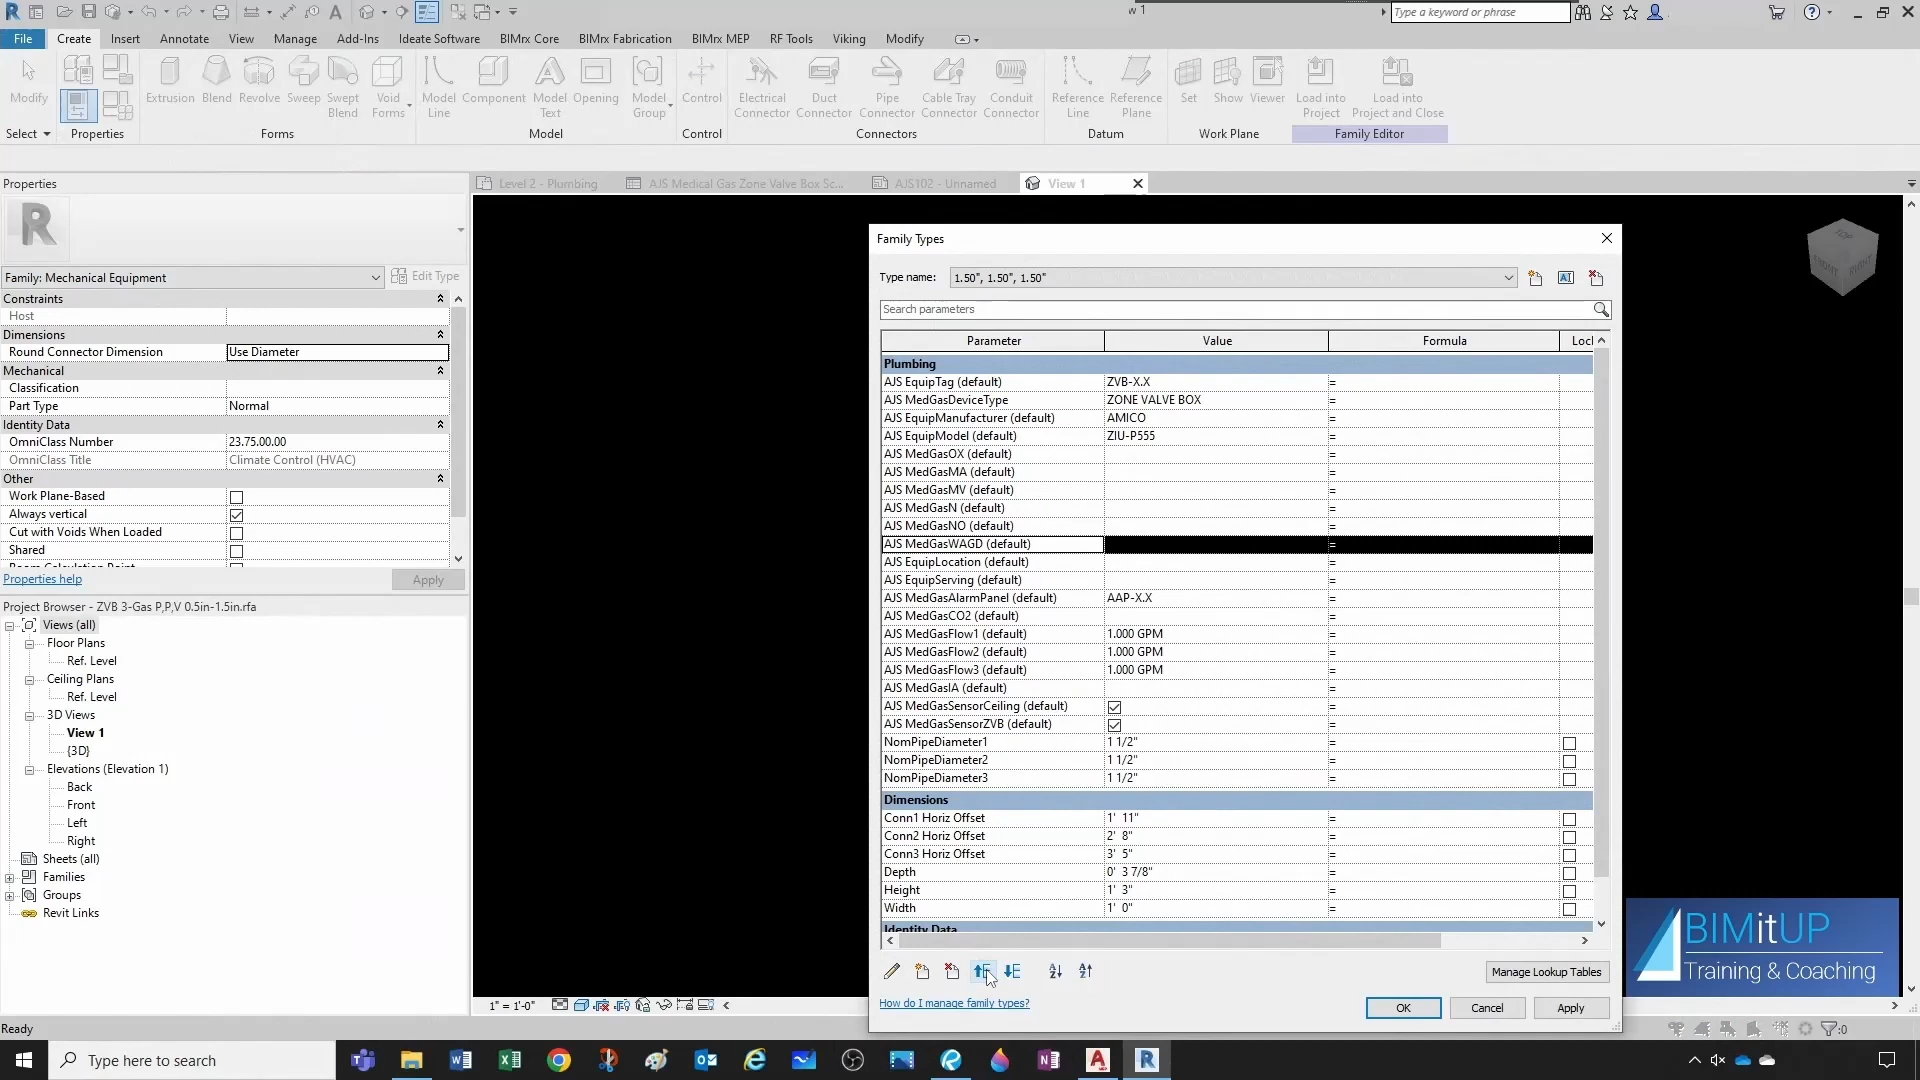 w 1
Type a keyword or phrase
File Create Insert Annotate View Manage Add-Ins Ideate Software BIMrx Core BIMrx Fabrication BIMrx MEP RF Tools Viking Modify
Modify
Extrusion Blend Revolve Sweep Swept Blend Void Forms
Model Line Component Model Text Opening Model Group
Control
Electrical Connector Duct Connector Pipe Connector Cable Tray Connector Conduit Connector
Reference Line Reference Plane
Set Show Viewer
Load into Project Load into Project and Close
Select Properties Forms Model Control Connectors Datum Work Plane Family Editor
Properties
Level 2 - Plumbing AJS Medical Gas Zone Valve Box Sc... AJS102 - Unnamed View 1
Family: Mechanical Equipment Edit Type
Constraints
Host
Dimensions
Round Connector Dimension Use Diameter
Mechanical
Classification
Part Type Normal
Identity Data
OmniClass Number 23.75.00.00
OmniClass Title Climate Control (HVAC)
Other
Work Plane-Based
Always vertical
Cut with Voids When Loaded
Shared
Properties help Apply
Project Browser - ZVB 3-Gas P,P,V 0.5in-1.5in.rfa
Views (all)
Floor Plans
Ref. Level
Ceiling Plans
Ref. Level
3D Views
View 1
{3D}
Elevations (Elevation 1)
Back
Front
Left
Right
Sheets (all)
Families
Groups
Revit Links
Family Types
Type name: 1.50", 1.50", 1.50"
Search parameters
Parameter Value Formula Locl
Plumbing
AJS EquipTag (default) ZVB-X.X =
AJS MedGasDeviceType ZONE VALVE BOX =
AJS EquipManufacturer (default) AMICO =
AJS EquipModel (default) ZIU-P555 =
AJS MedGasOX (default) =
AJS MedGasMA (default) =
AJS MedGasMV (default) =
AJS MedGasN (default) =
AJS MedGasNO (default) =
AJS MedGasWAGD (default) =
AJS EquipLocation (default) =
AJS EquipServing (default) =
AJS MedGasAlarmPanel (default) AAP-X.X =
AJS MedGasCO2 (default) =
AJS MedGasFlow1 (default) 1.000 GPM =
AJS MedGasFlow2 (default) 1.000 GPM =
AJS MedGasFlow3 (default) 1.000 GPM =
AJS MedGasIA (default) =
AJS MedGasSensorCeiling (default) =
AJS MedGasSensorZVB (default) =
NomPipeDiameter1 1 1/2" =
NomPipeDiameter2 1 1/2" =
NomPipeDiameter3 1 1/2" =
Dimensions
Conn1 Horiz Offset 1' 11" =
Conn2 Horiz Offset 2' 8" =
Conn3 Horiz Offset 3' 5" =
Depth 0' 3 7/8" =
Height 1' 3" =
Width 1' 0" =
Identity Data
Manage Lookup Tables
How do I manage family types?
OK Cancel Apply
TOP FRONT
BIMitUP
Training & Coaching
1" = 1'-0"
Ready
:0
Type here to search